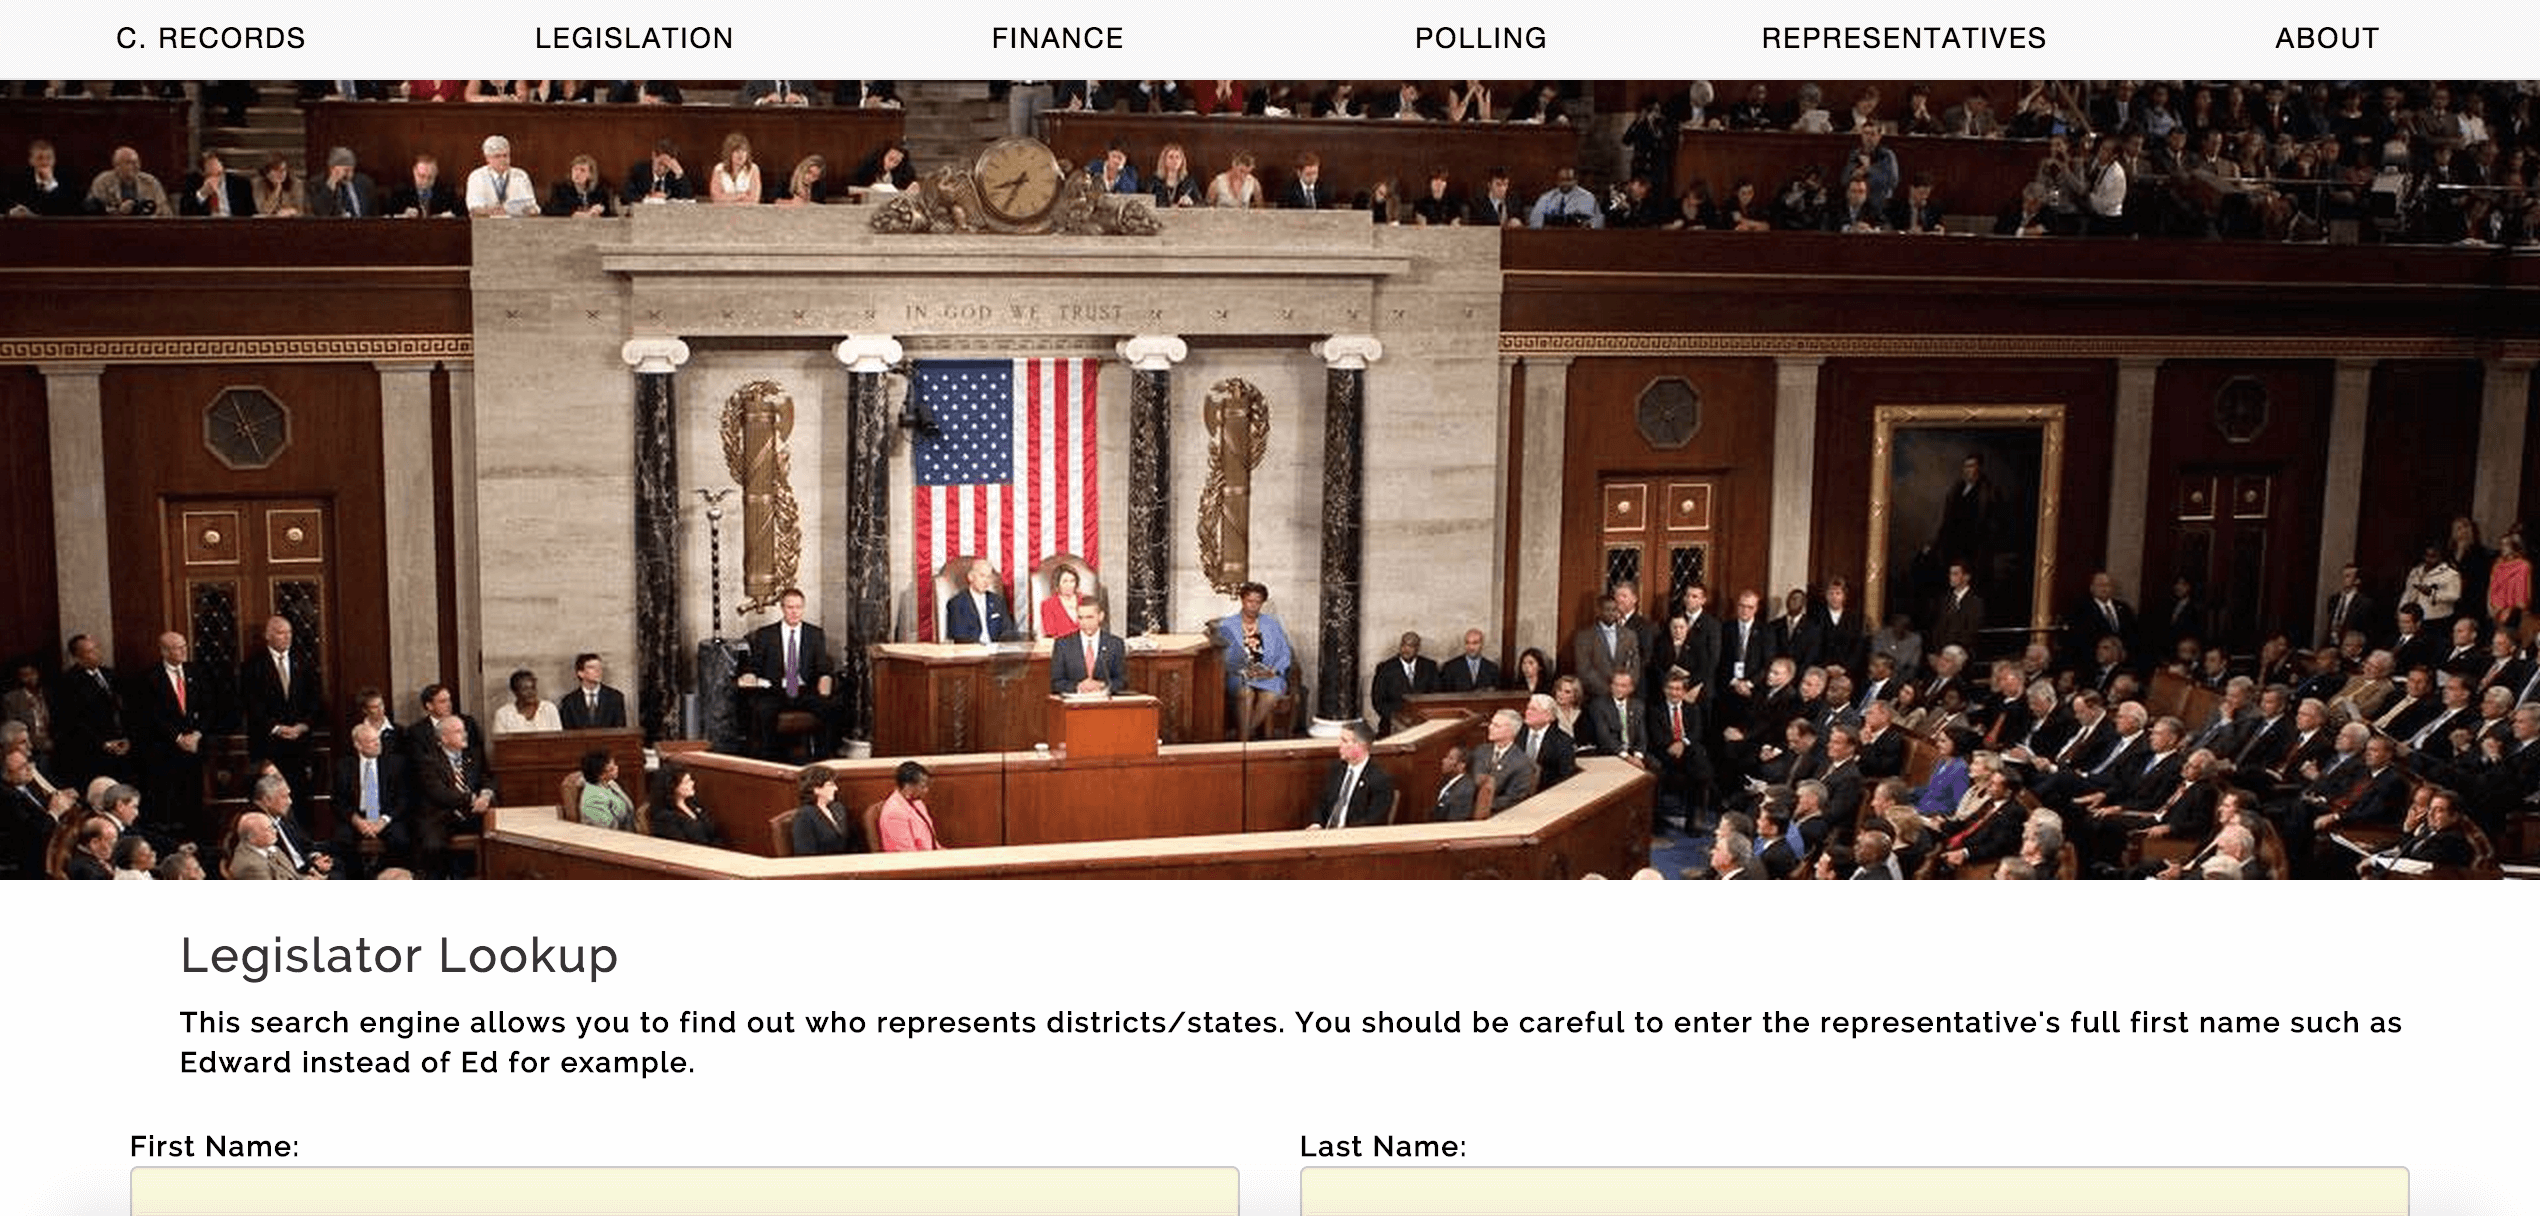 C. RECORDS LEGISLATION FINANCE POLLING REPRESENTATIVES ABOUT
IN GOD WE TRUST
Legislator Lookup
This search engine allows you to find out who represents districts/states. You should be careful to enter the representative's full first name such as
Edward instead of Ed for example.
First Name: Last Name: